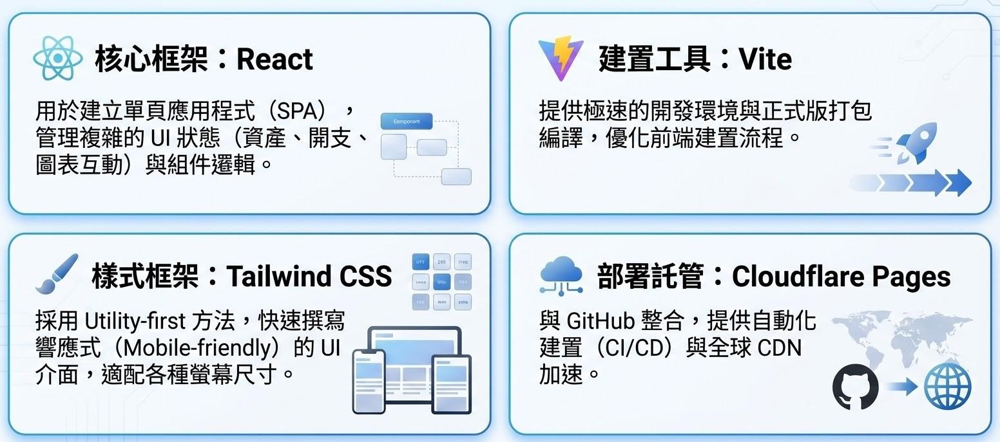 核心框架：React
用於建立單頁應用程式（SPA），
管理複雜的 UI 狀態（資產、開支、
圖表互動）與組件邏輯。
Component
建置工具：Vite
提供極速的開發環境與正式版打包
編譯，優化前端建置流程。
樣式框架：Tailwind CSS
採用 Utility-first 方法，快速撰寫
響應式（Mobile-friendly）的 UI
介面，適配各種螢幕尺寸。
部署託管：Cloudflare Pages
與 GitHub 整合，提供自動化
建置（CI/CD）與全球 CDN
加速。